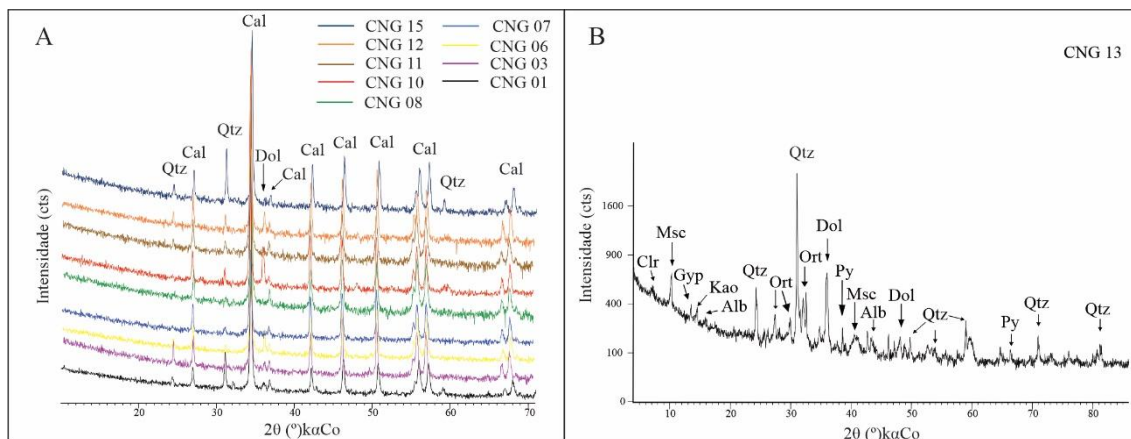 A
Cal
CNG 15
CNG 07
CNG 12
CNG 06
CNG 11
CNG 03
CNG 10
CNG 01
CNG 08
Qtz
Qtz
Cal
Dol
Cal
Cal
Cal
Cal
Cal
Qtz
Cal
Intensidade (cts)
20
30
40
50
60
70
2θ (º)kαCo
B
CNG 13
Qtz
1600
900
400
100
0
Intensidade (cts)
Clr
Msc
Gyp
Kao
Alb
Qtz
Ort
Ort
Dol
Py
Msc
Alb
Dol
Qtz
Py
Qtz
Qtz
10
20
30
40
50
60
70
80
2θ (º)kαCo